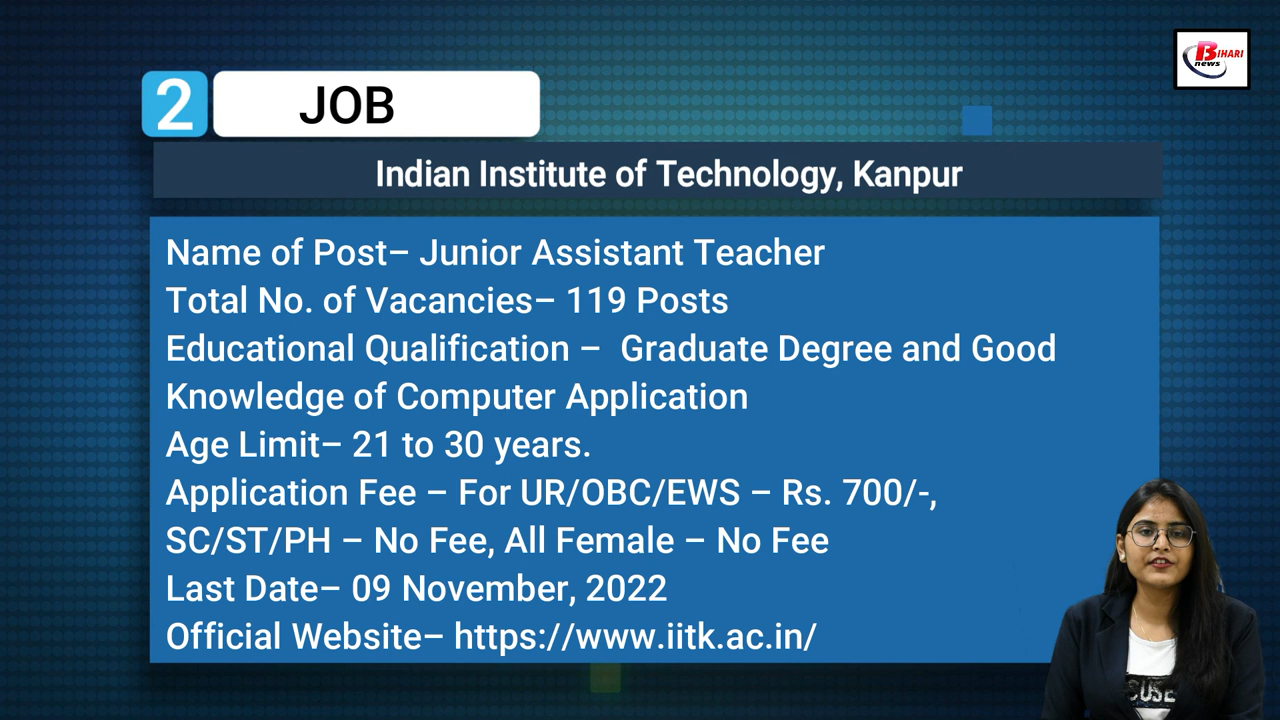 BIHARI
news
2
JOB
Indian Institute of Technology, Kanpur
Name of Post– Junior Assistant Teacher
Total No. of Vacancies– 119 Posts
Educational Qualification –  Graduate Degree and Good
Knowledge of Computer Application
Age Limit– 21 to 30 years.
Application Fee – For UR/OBC/EWS – Rs. 700/-,
SC/ST/PH – No Fee, All Female – No Fee
Last Date– 09 November, 2022
Official Website– https://www.iitk.ac.in/